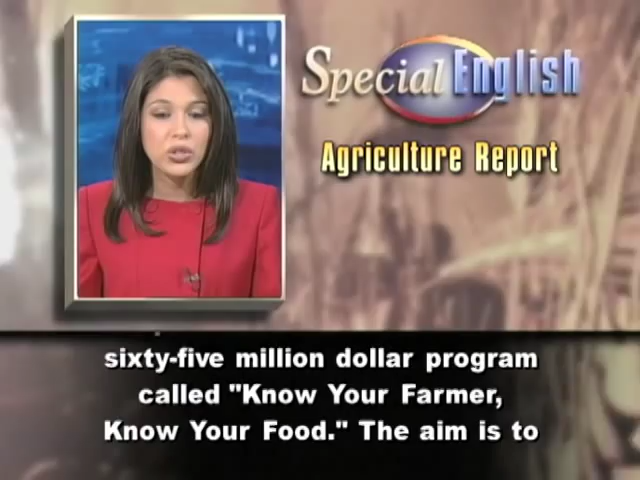 Special English
Agriculture Report
sixty-five million dollar program
called "Know Your Farmer,
Know Your Food." The aim is to